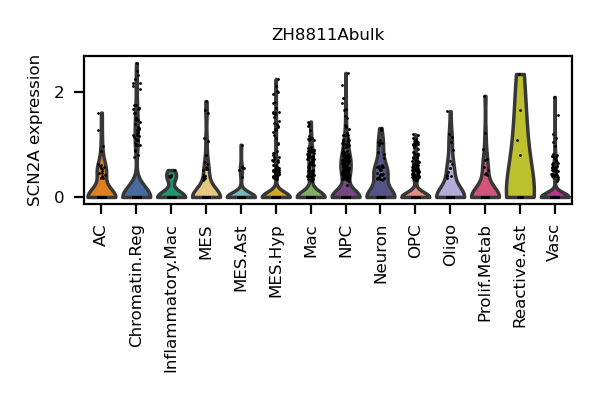 ZH8811Abulk
SCN2A expression
2
0
AC
Chromatin.Reg
Inflammatory.Mac
MES
MES.Ast
MES.Hyp
Mac
NPC
Neuron
OPC
Oligo
Prolif.Metab
Reactive.Ast
Vasc